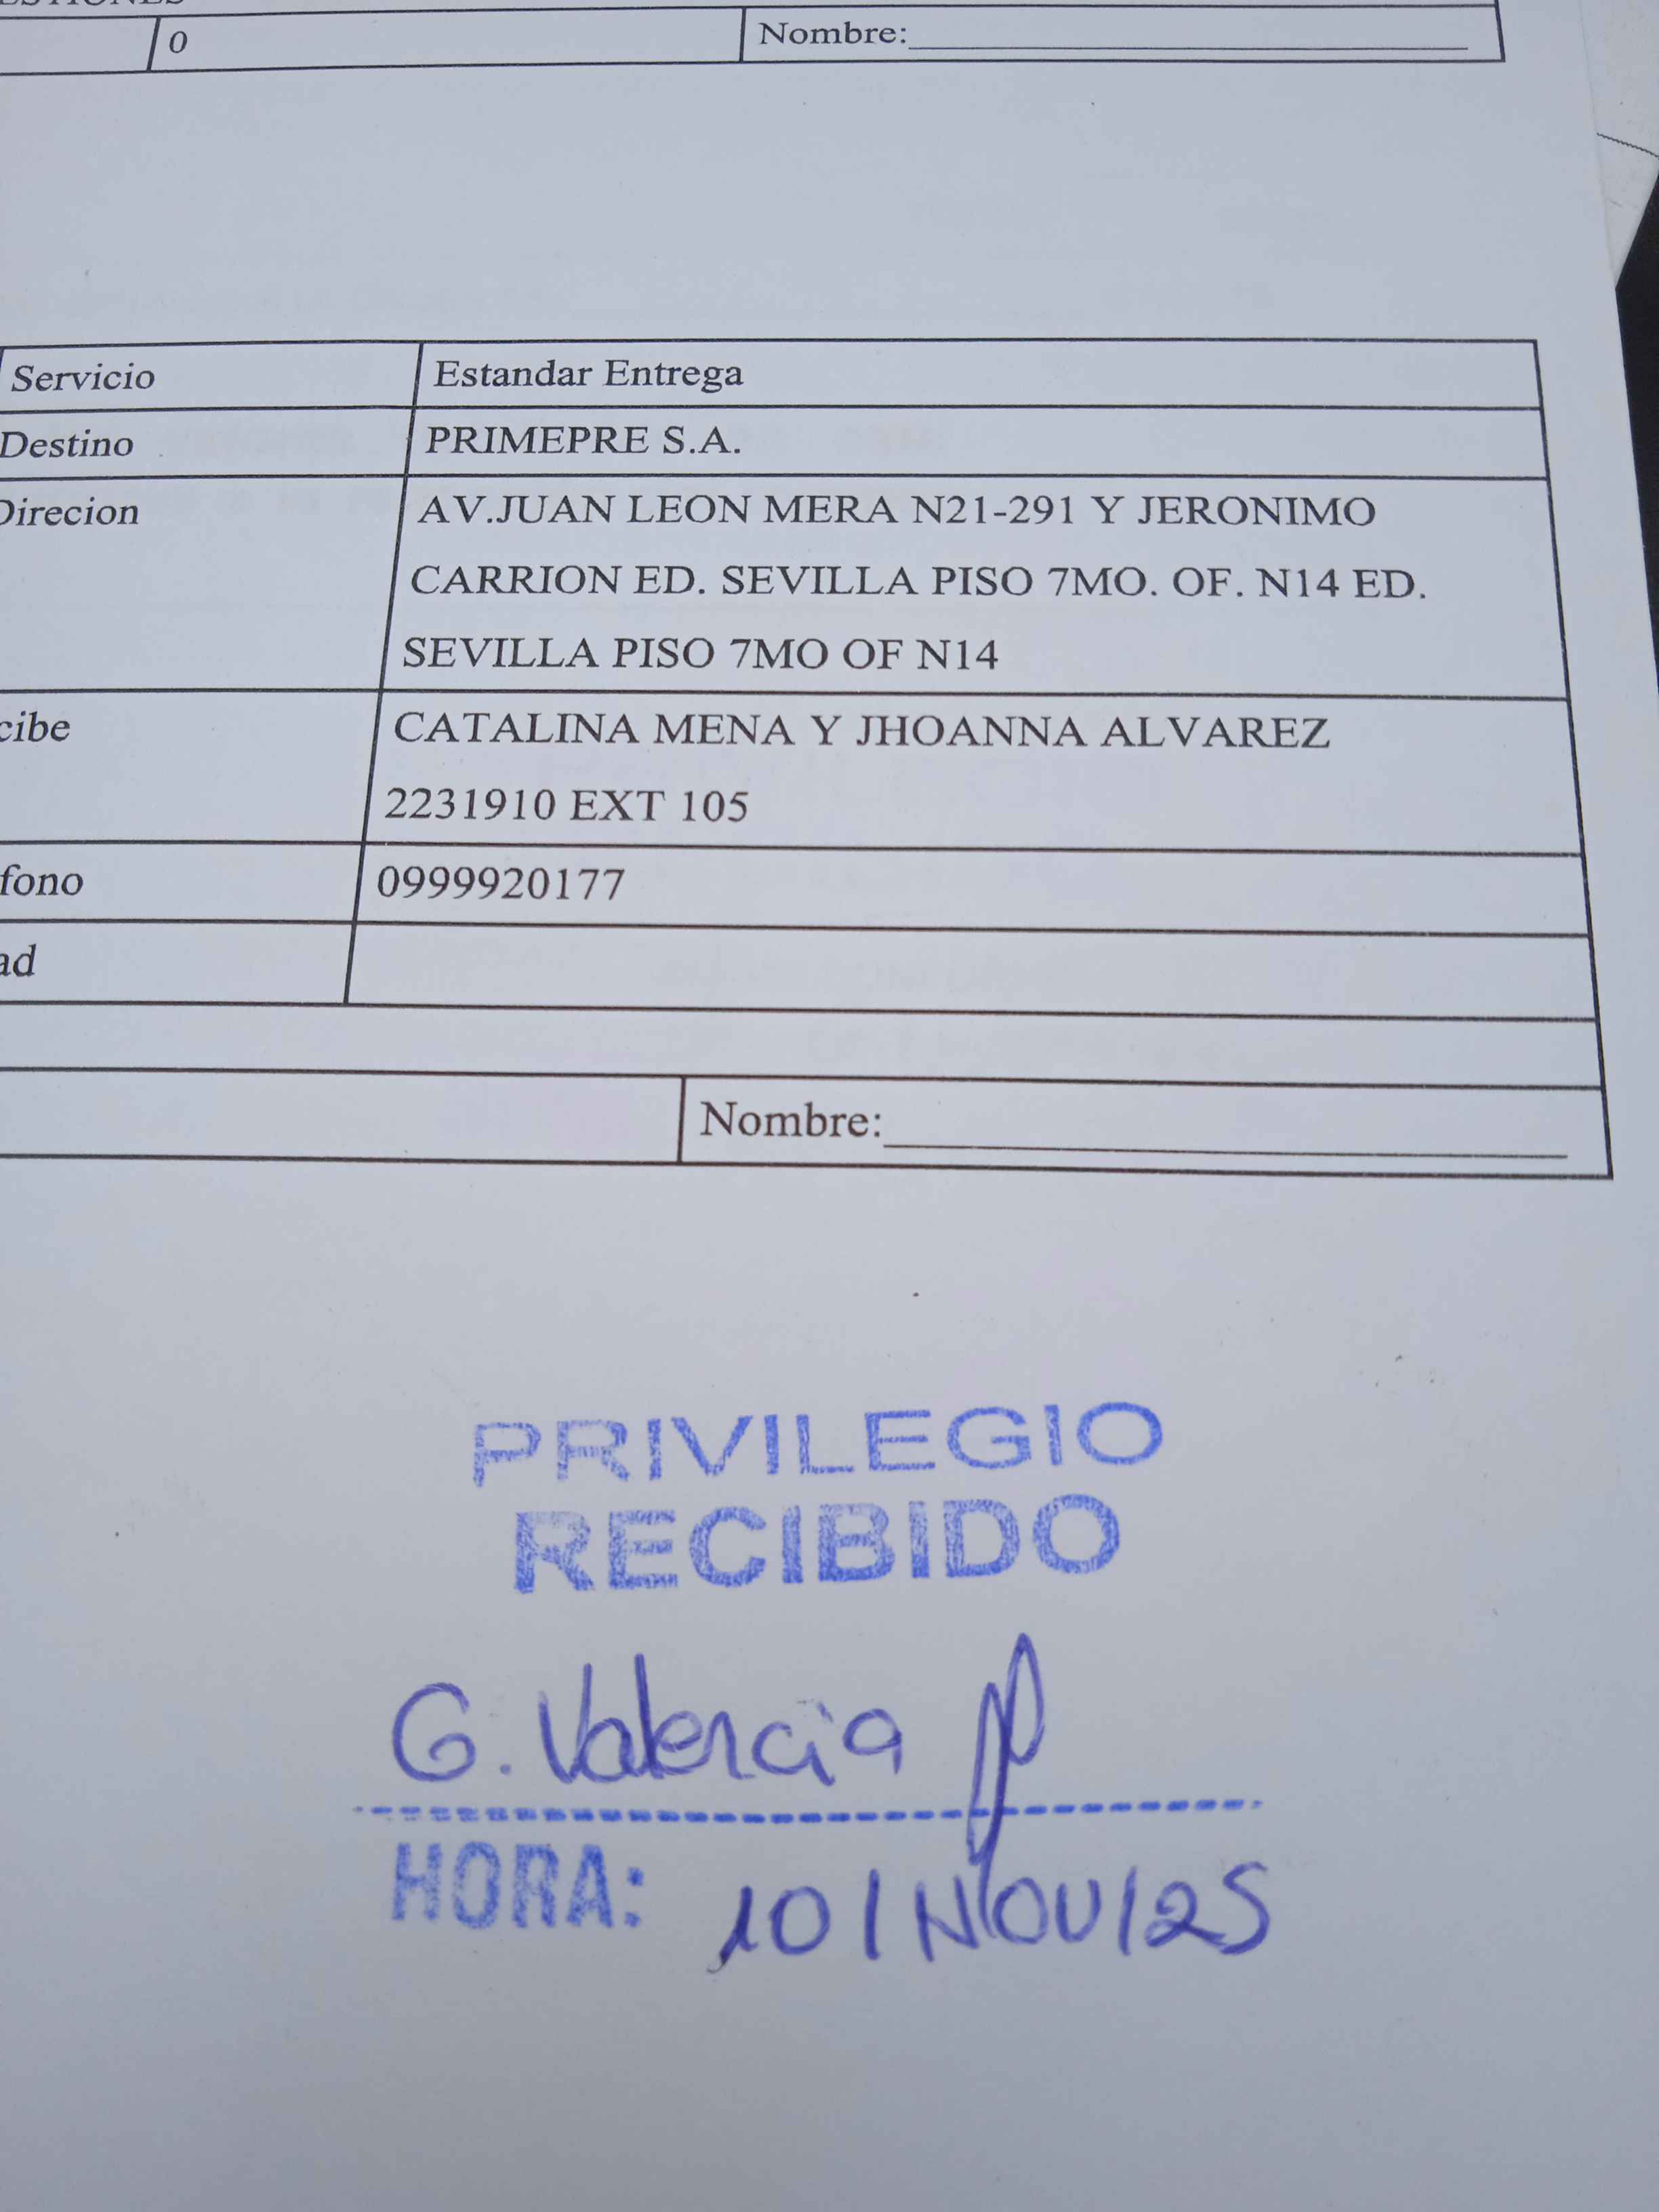 0 Nombre:
Servicio Estandar Entrega
Destino PRIMEPRE S.A.
Direcion AV.JUAN LEON MERA N21-291 Y JERONIMO
CARRION ED. SEVILLA PISO 7MO. OF. N14 ED.
SEVILLA PISO 7MO OF N14
cibe CATALINA MENA Y JHOANNA ALVAREZ
2231910 EXT 105
fono 0999920177
ad
Nombre:
PRIVILEGIO
RECIBIDO
G. Valencia
HORA: 10/NOV/25